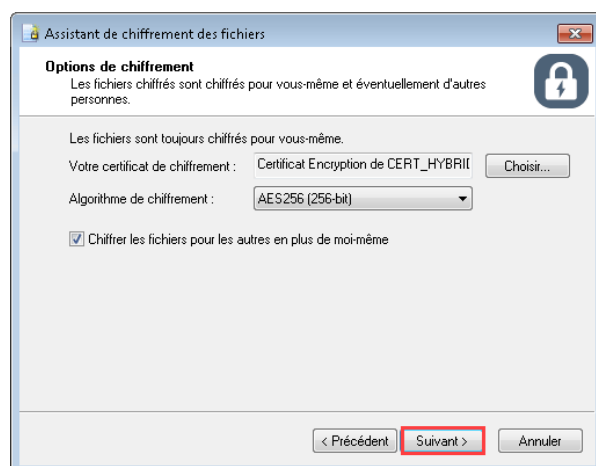 Assistant de chiffrement des fichiers
Options de chiffrement
Les fichiers chiffrés sont chiffrés pour vous-même et éventuellement d'autres
personnes.
Les fichiers sont toujours chiffrés pour vous-même.
Votre certificat de chiffrement :
Certificat Encryption de CERT_HYBRI
Choisir...
Algorithme de chiffrement :
AES256 (256-bit)
Chiffrer les fichiers pour les autres en plus de moi-même
< Précédent
Suivant >
Annuler